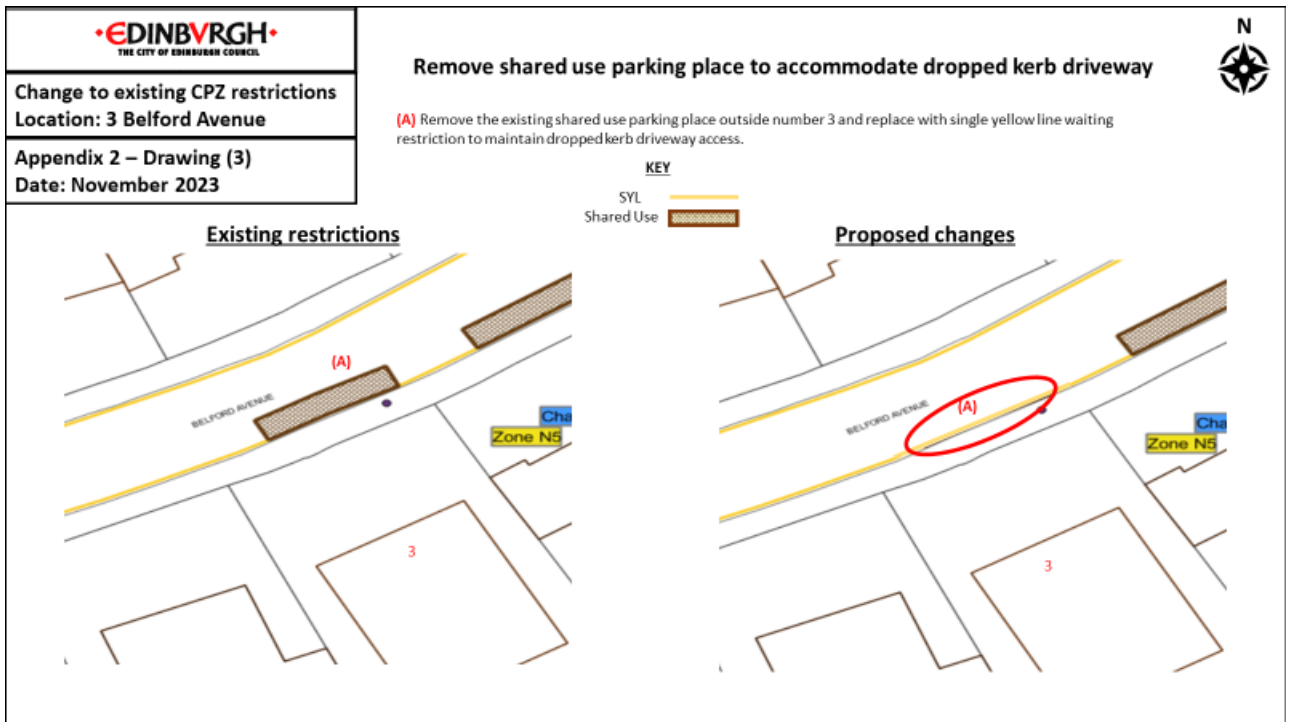 EDINBVRGH
THE CITY OF EDINBURGH COUNCIL
Change to existing CPZ restrictions
Location: 3 Belford Avenue
Appendix 2 – Drawing (3)
Date: November 2023
Remove shared use parking place to accommodate dropped kerb driveway
N
(A) Remove the existing shared use parking place outside number 3 and replace with single yellow line waiting
restriction to maintain dropped kerb driveway access.
KEY
SYL
Shared Use
Existing restrictions
(A)
BELFORD AVENUE
Cha
Zone N5
3
Proposed changes
(A)
BELFORD AVENUE
Cha
Zone N5
3